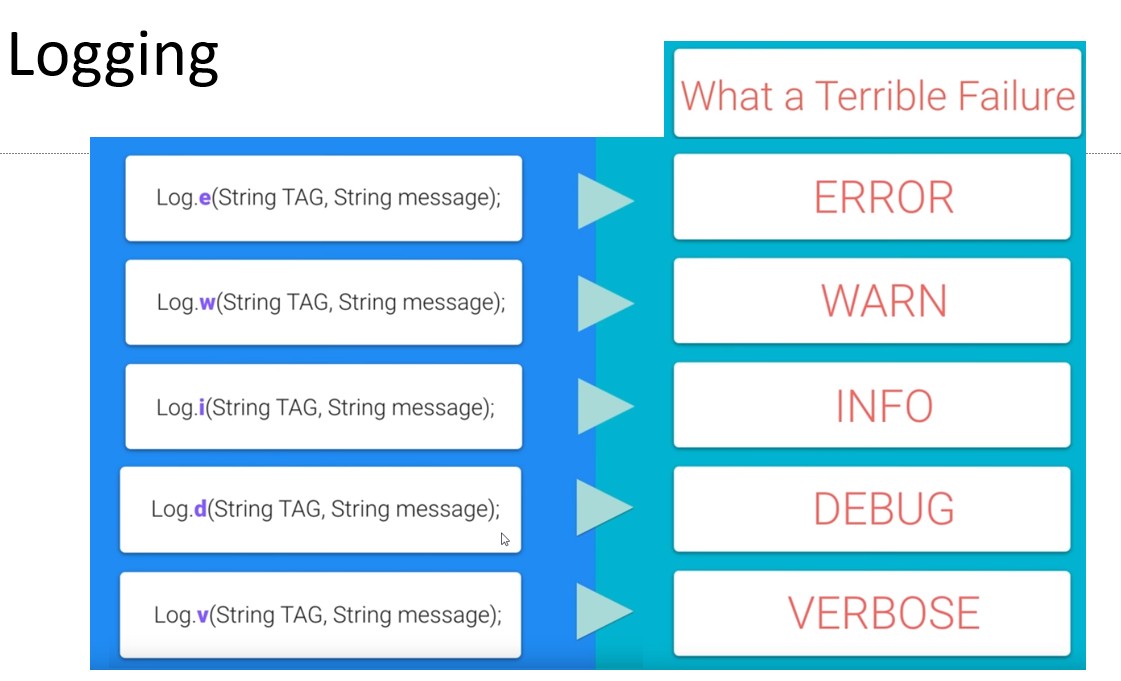 Logging
What a Terrible Failure
Log.e(String TAG, String message);
ERROR
Log.w(String TAG, String message);
WARN
Log.i(String TAG, String message);
INFO
Log.d(String TAG, String message);
DEBUG
Log.v(String TAG, String message);
VERBOSE